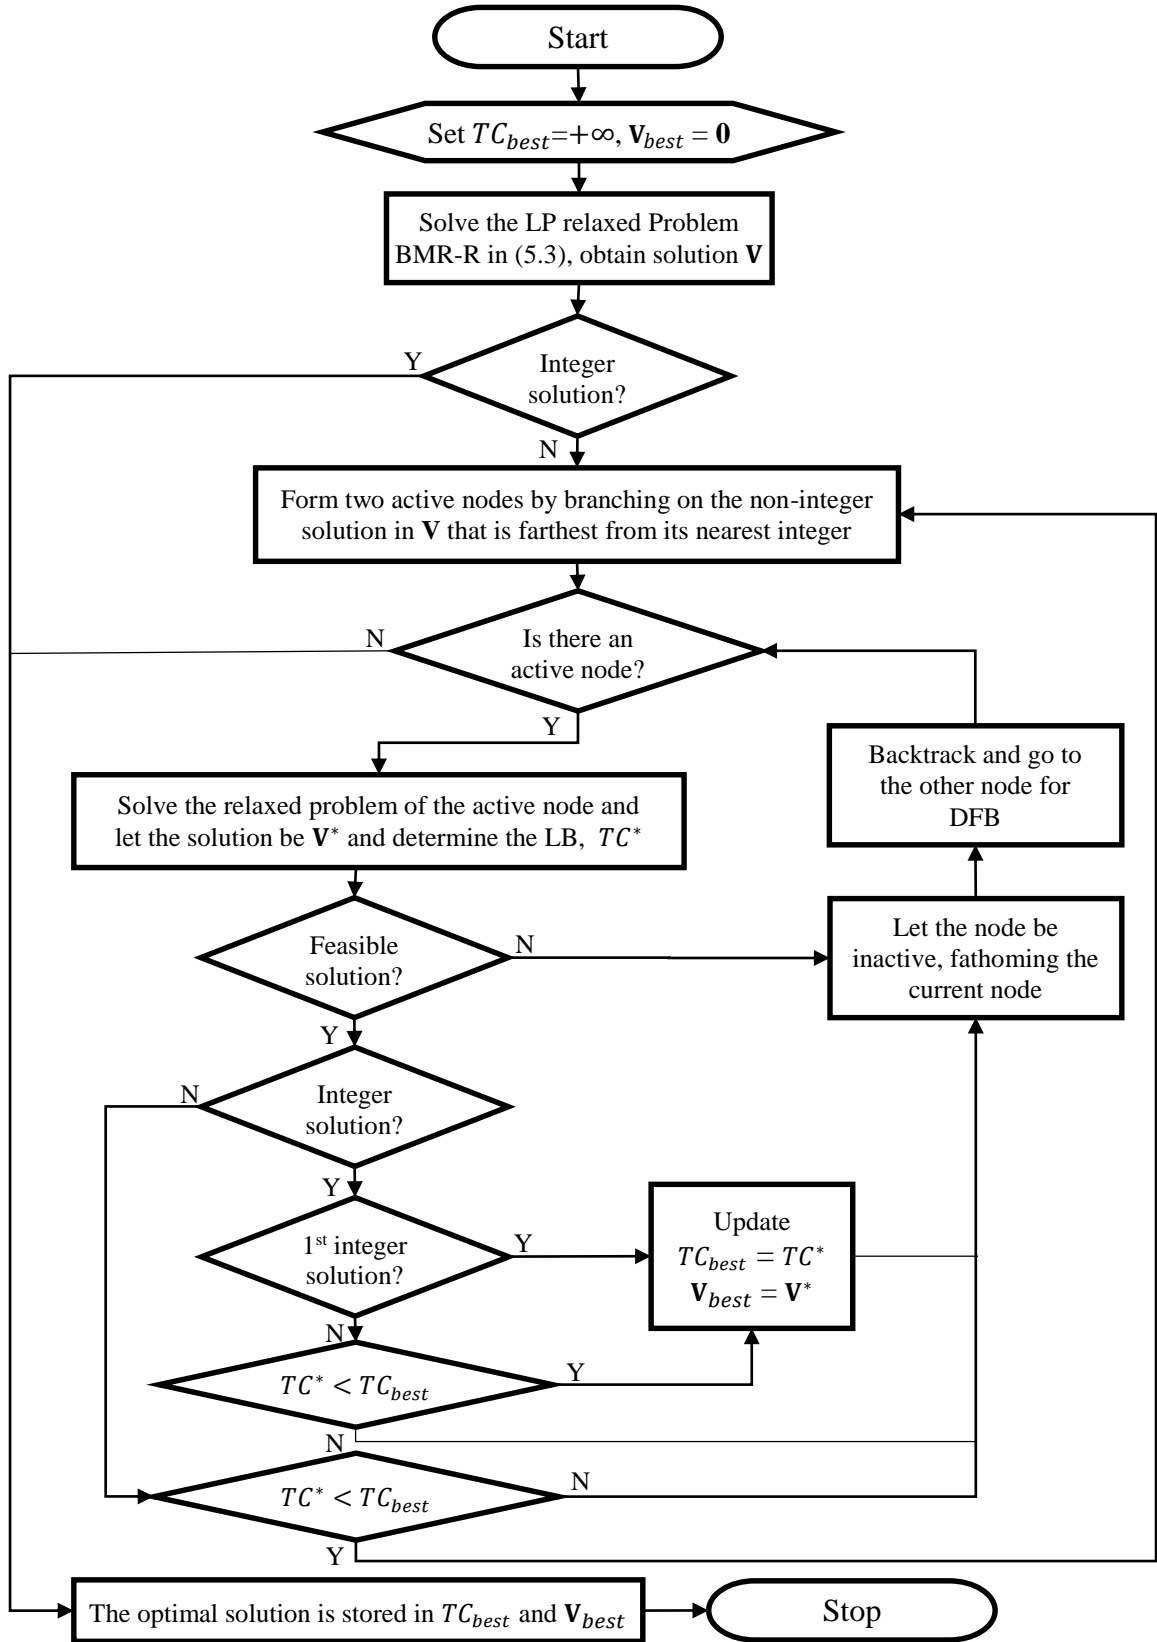 Start
Set TC_best=+∞, V_best = 0
Solve the LP relaxed Problem
BMR-R in (5.3), obtain solution V
Y
Integer
solution?
N
Form two active nodes by branching on the non-integer
solution in V that is farthest from its nearest integer
N
Is there an
active node?
Y
Backtrack and go to
the other node for
DFB
Solve the relaxed problem of the active node and
let the solution be V* and determine the LB, TC*
Feasible
solution?
N
Let the node be
inactive, fathoming the
current node
Y
N
Integer
solution?
Y
1st integer
solution?
Y
Update
TC_best = TC*
V_best = V*
N
TC* < TC_best
Y
N
TC* < TC_best
N
Y
The optimal solution is stored in TC_best and V_best
Stop